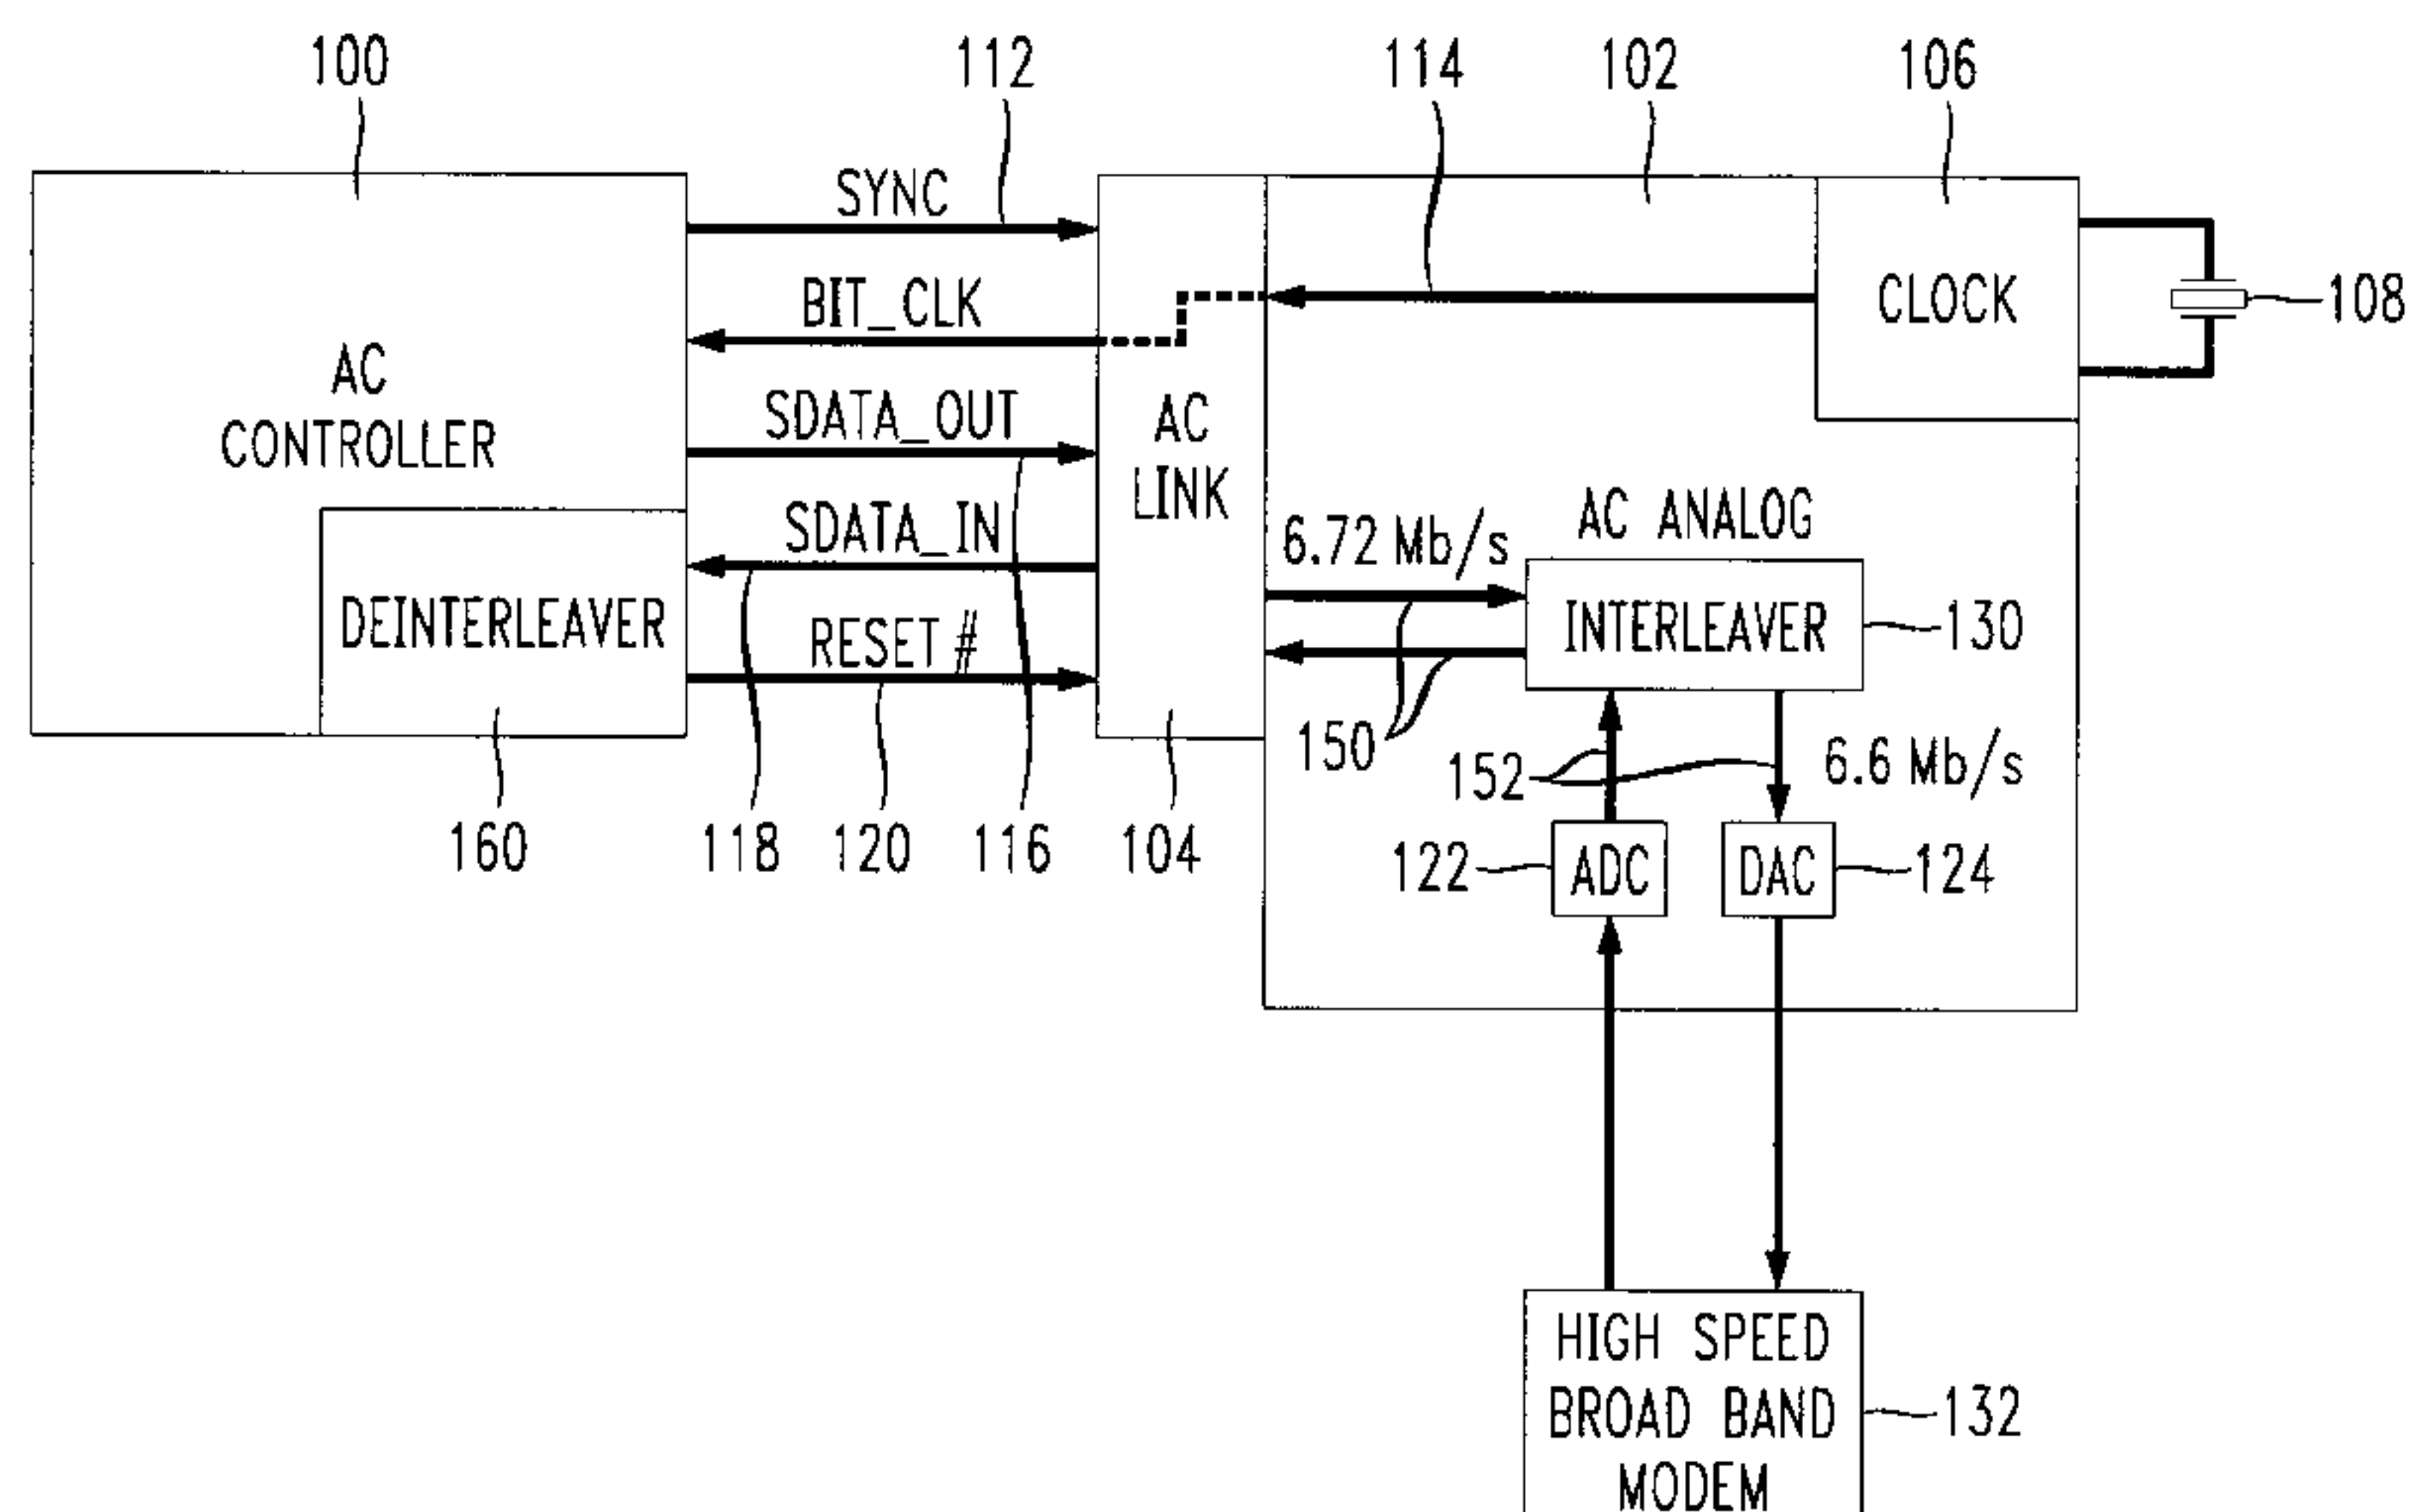 100
112
114
102
106
SYNC
BIT_CLK
CLOCK
108
AC
CONTROLLER
SDATA_OUT
AC
LINK
SDATA_IN
6.72 Mb/s
AC ANALOG
DEINTERLEAVER
RESET #
INTERLEAVER
130
150
152
6.6 Mb/s
160
118
120
116
104
122
ADC
DAC
124
HIGH SPEED
BROAD BAND
MODEM
132